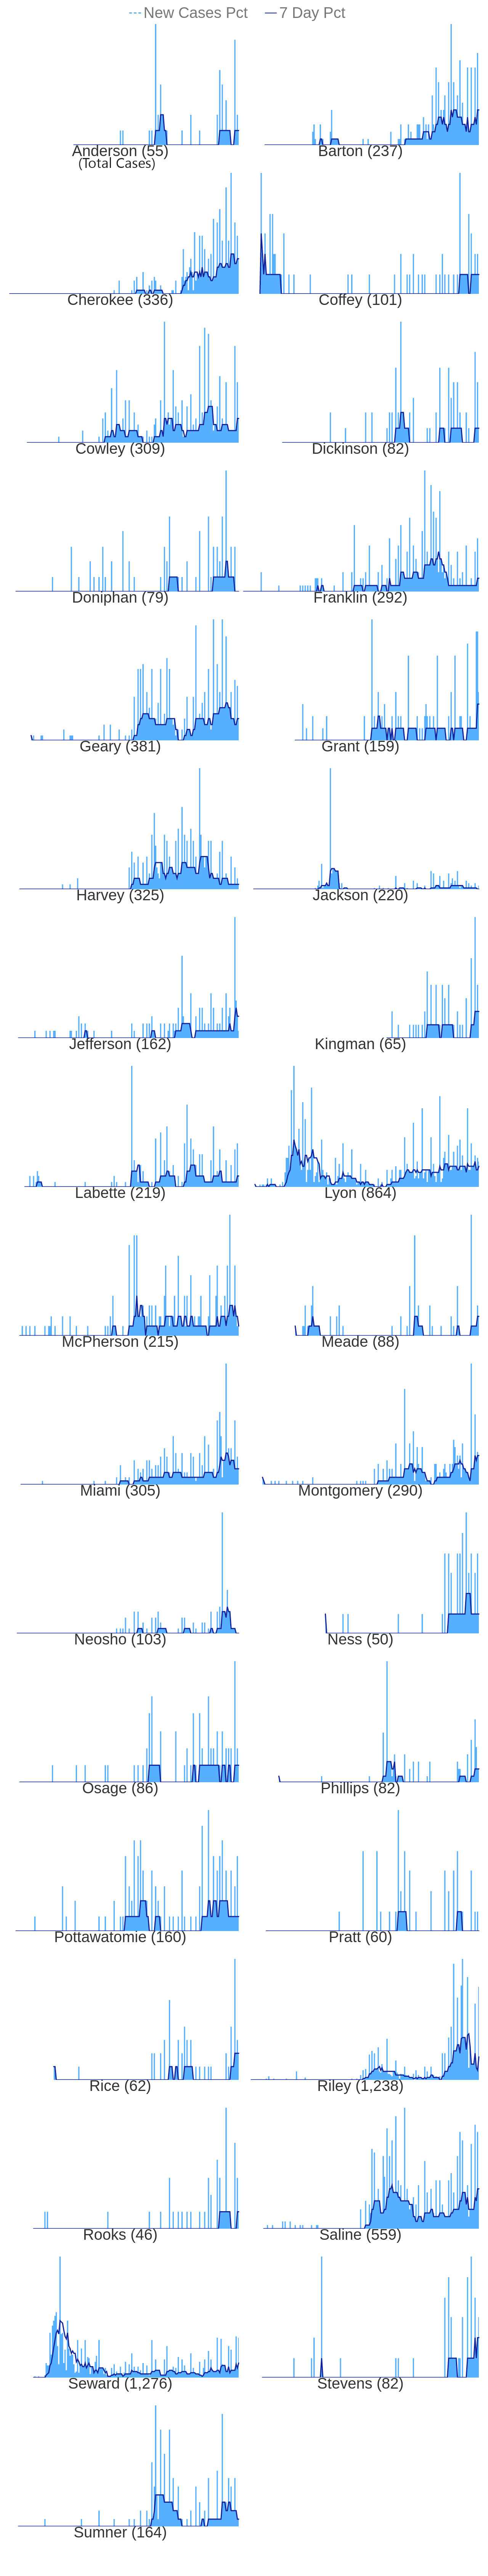 New Cases Pct 7 Day Pct
Anderson (55) Barton (237)
(Total Cases)
Cherokee (336) Coffey (101)
Cowley (309) Dickinson (82)
Doniphan (79) Franklin (292)
Geary (381) Grant (159)
Harvey (325) Jackson (220)
Jefferson (162) Kingman (65)
Labette (219) Lyon (864)
McPherson (215) Meade (88)
Miami (305) Montgomery (290)
Neosho (103) Ness (50)
Osage (86) Phillips (82)
Pottawatomie (160) Pratt (60)
Rice (62) Riley (1,238)
Rooks (46) Saline (559)
Seward (1,276) Stevens (82)
Sumner (164)